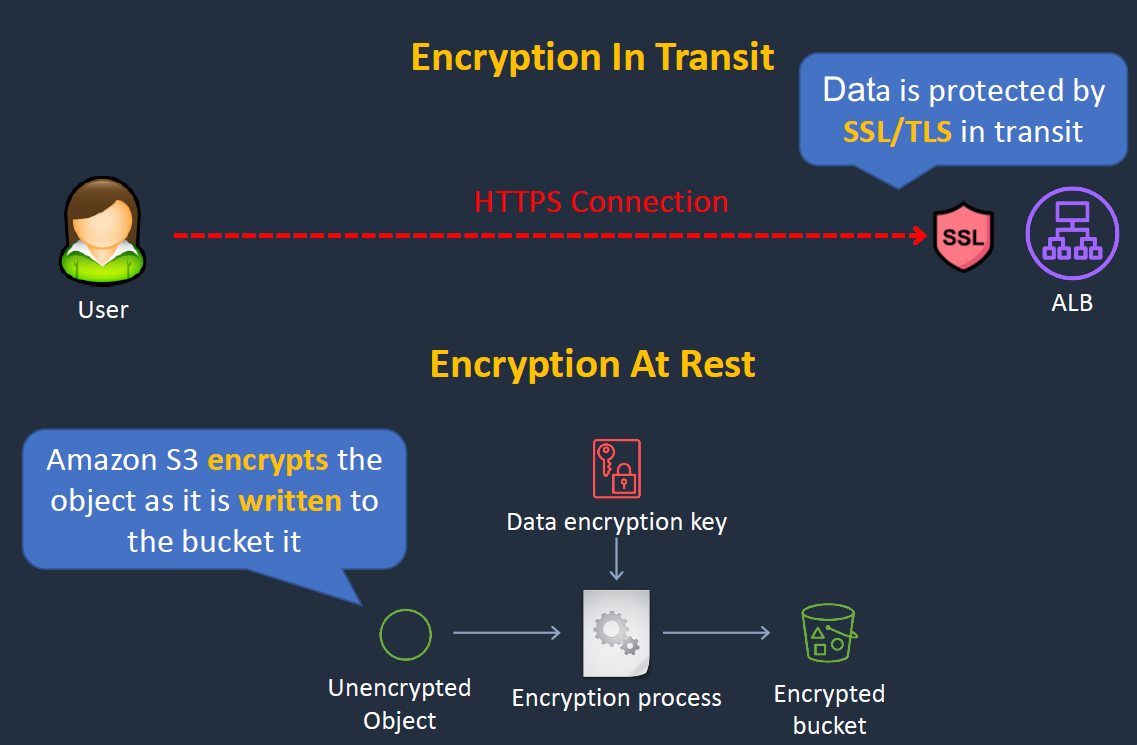 Encryption In Transit
Data is protected by
SSL/TLS in transit
HTTPS Connection
SSL
User
ALB
Encryption At Rest
Amazon S3 encrypts the
object as it is written to
the bucket it
Data encryption key
Unencrypted
Object
Encryption process
Encrypted
bucket